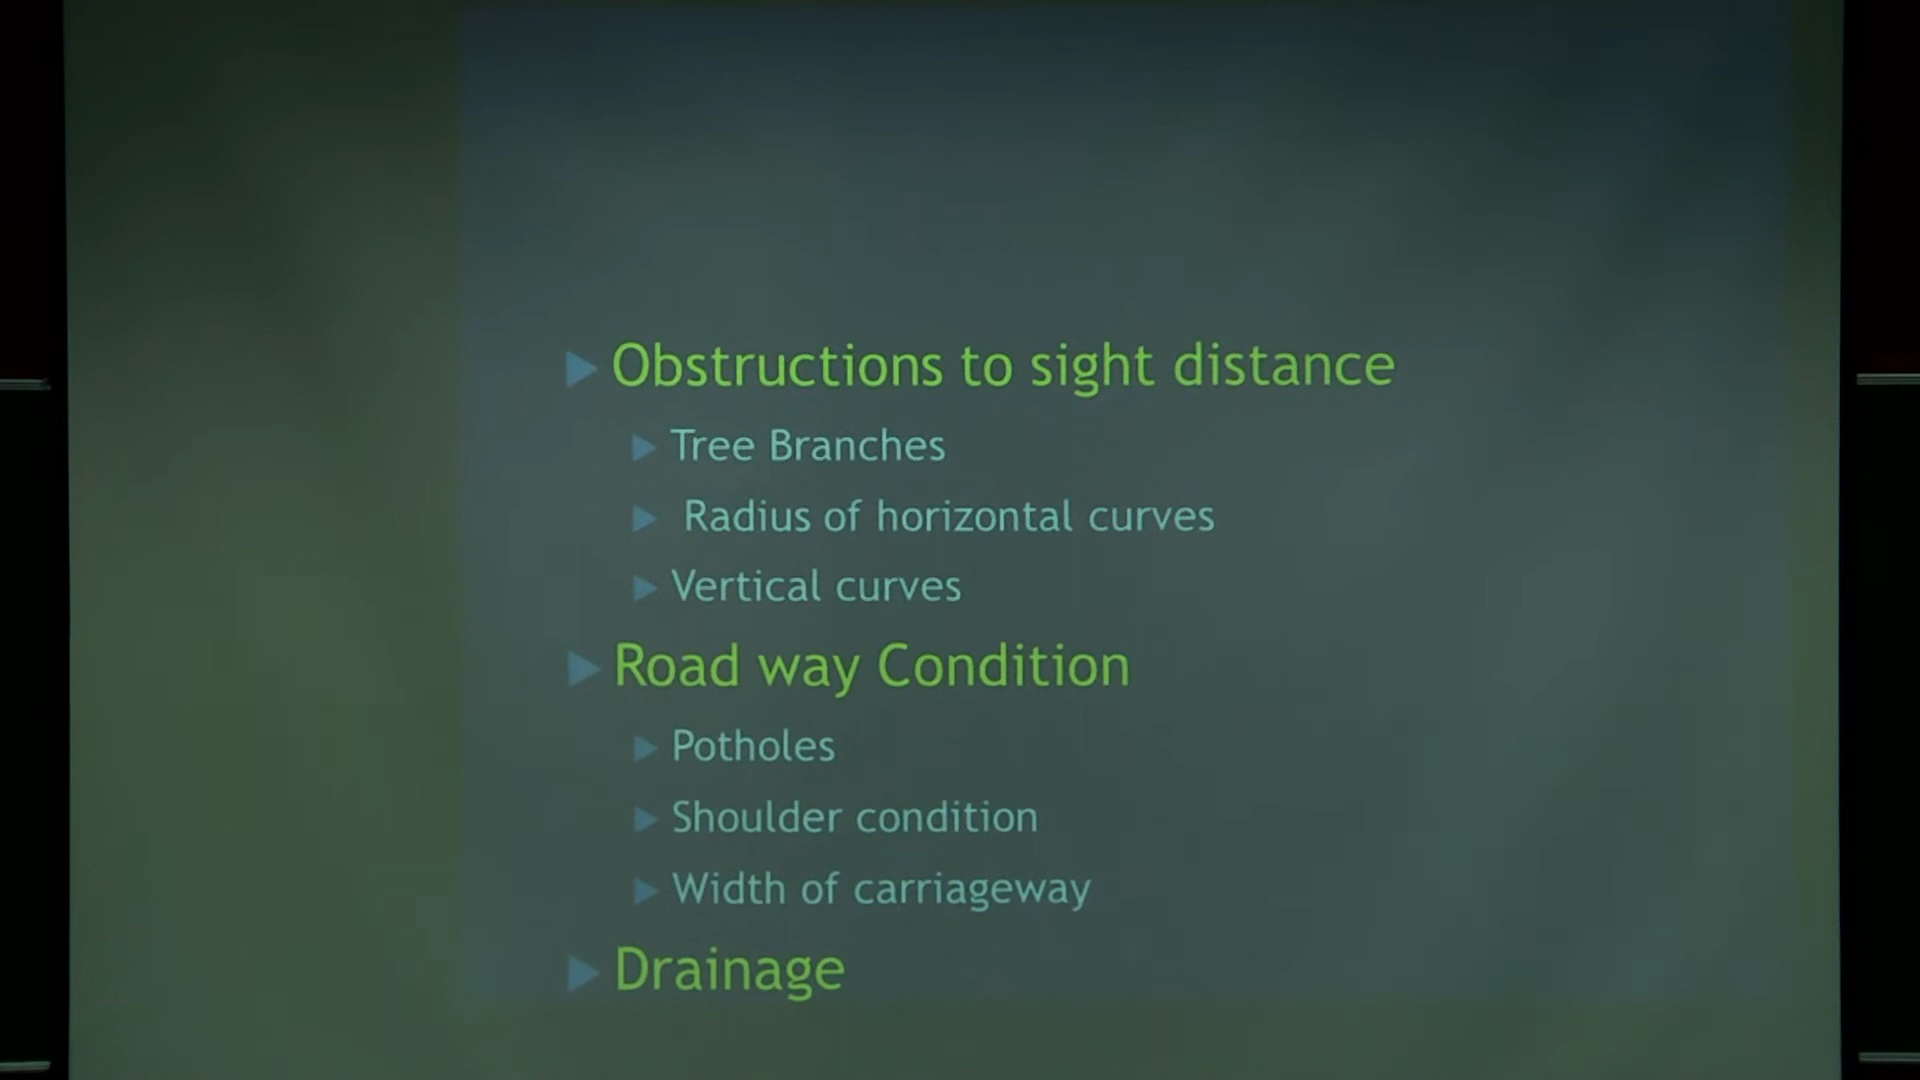 Obstructions to sight distance
Tree Branches
Radius of horizontal curves
Vertical curves
Road way Condition
Potholes
Shoulder condition
Width of carriageway
Drainage